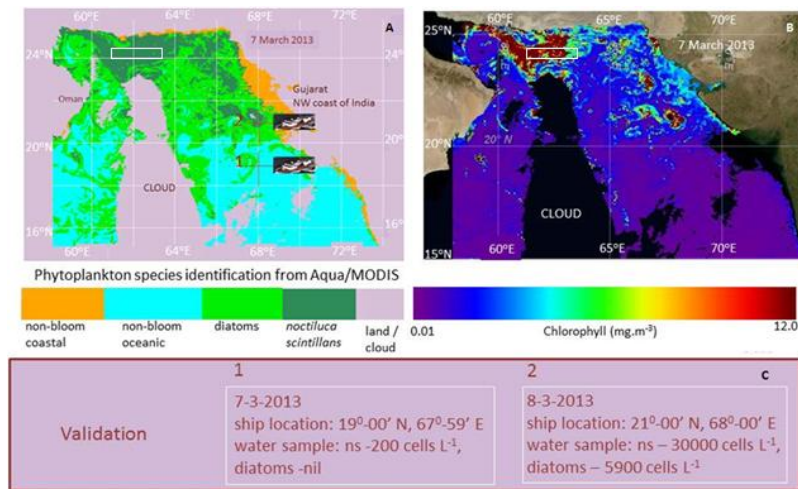 60°E
64°E
68°E
72°E
A
7 March 2013
24°N
20°N
16°N
24°
20°
16°
Oman
Gujarat
NW coast of India
2
1
CLOUD
60°E
64°E
68°E
72°E
60°E
65°E
70°E
B
7 March 2013
25°N
20°N
15°N
20° N
CLOUD
60°E
65°E
70°E
Phytoplankton species identification from Aqua/MODIS
non-bloom
coastal
non-bloom
oceanic
diatoms
noctiluca
scintillans
land /
cloud
0.01
Chlorophyll (mg.m⁻³)
12.0
C
Validation
1
7-3-2013
ship location: 19⁰-00’ N, 67⁰-59’ E
water sample: ns -200 cells L⁻¹,
diatoms -nil
2
8-3-2013
ship location: 21⁰-00’ N, 68⁰-00’ E
water sample: ns – 30000 cells L⁻¹,
diatoms – 5900 cells L⁻¹